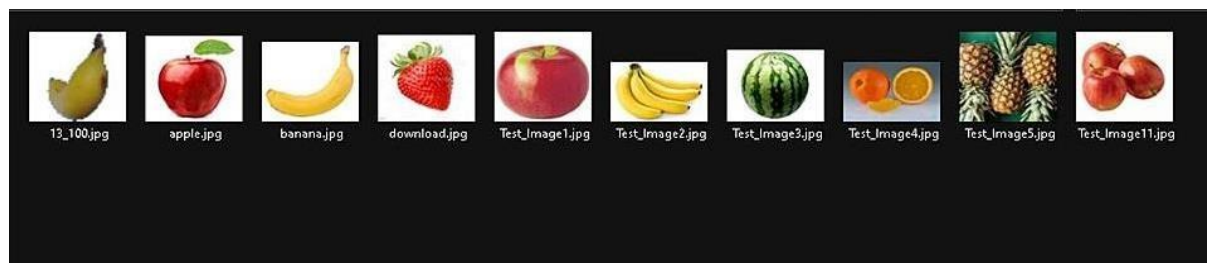 13_100.jpg
apple.jpg
banana.jpg
download.jpg
Test_Image1.jpg
Test_Image2.jpg
Test_Image3.jpg
Test_Image4.jpg
Test_Image5.jpg
Test_Image11.jpg